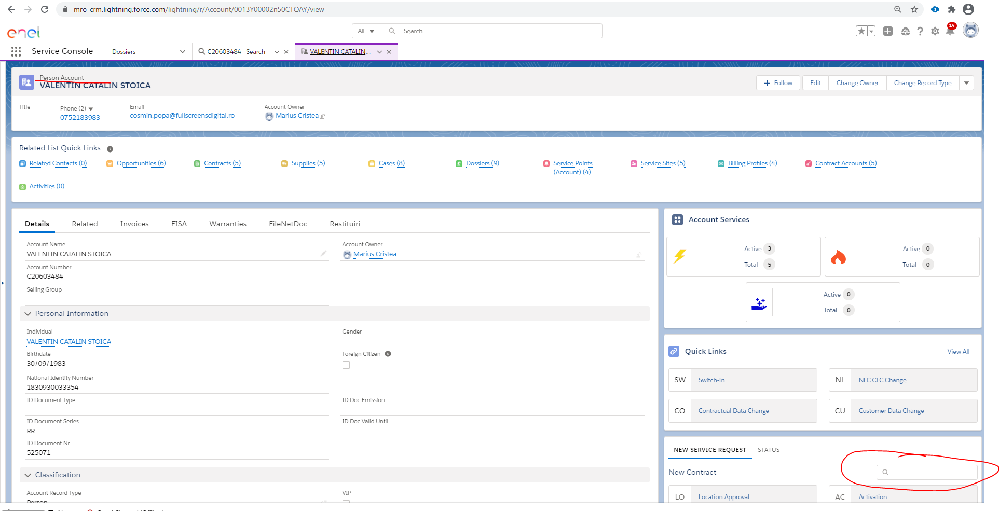 mro-crm.lightning.force.com/lightning/r/Account/0013Y00002n50CTQAY/view
enel
All
Search...
14
Service Console
Dossiers
C20603484 - Search
VALENTIN CATALIN...
Person Account
VALENTIN CATALIN STOICA
Follow
Edit
Change Owner
Change Record Type
Title
Phone (2)
Email
Account Owner
0752183983
cosmin.popa@fullscreensdigital.ro
Marius Cristea
Related List Quick Links
Related Contacts (0)
Opportunities (6)
Contracts (5)
Supplies (5)
Cases (8)
Dossiers (9)
Service Points
(Account) (4)
Service Sites (5)
Billing Profiles (4)
Contract Accounts (5)
Activities (0)
Details
Related
Invoices
FISA
Warranties
FileNetDoc
Restituiri
Account Name
VALENTIN CATALIN STOICA
Account Owner
Marius Cristea
Account Number
C20603484
Selling Group
Personal Information
Individual
VALENTIN CATALIN STOICA
Gender
Birthdate
30/09/1983
Foreign Citizen
National Identity Number
1830930033354
ID Document Type
ID Doc Emission
ID Document Series
RR
ID Doc Valid Until
ID Document Nr.
525071
Classification
Account Record Type
Person
VIP
Account Services
Active 3
Total 5
Active 0
Total 0
Active 0
Total 0
Quick Links
View All
SW Switch-In
NL NLC CLC Change
CO Contractual Data Change
CU Customer Data Change
NEW SERVICE REQUEST
STATUS
New Contract
LO Location Approval
AC Activation